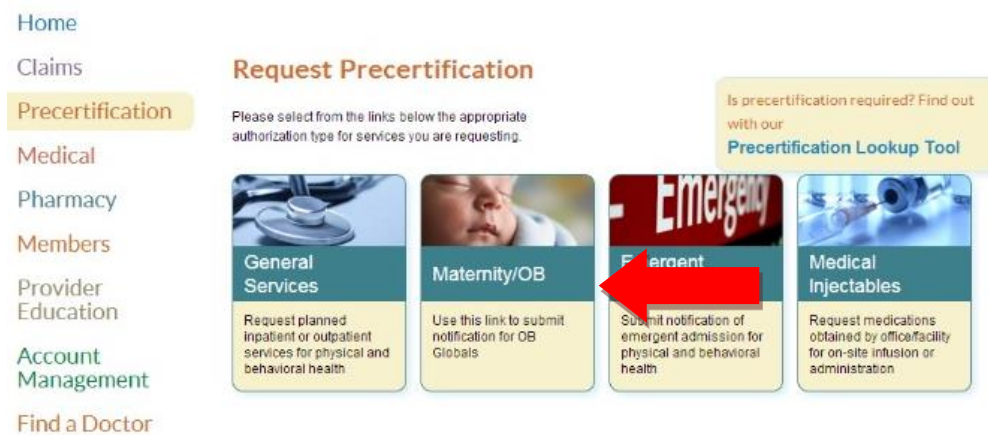 Home
Claims
Precertification
Medical
Pharmacy
Members
Provider
Education
Account
Management
Find a Doctor
Request Precertification
Please select from the links below the appropriate
authorization type for services you are requesting.
Is precertification required? Find out
with our
Precertification Lookup Tool
General
Services
Request planned
inpatient or outpatient
services for physical and
behavioral health
Maternity/OB
Use this link to submit
notification for OB
Globals
Emergency
Emergent
Submit notification of
emergent admission for
physical and behavioral
health
Medical
Injectables
Request medications
obtained by office/facility
for on-site infusion or
administration